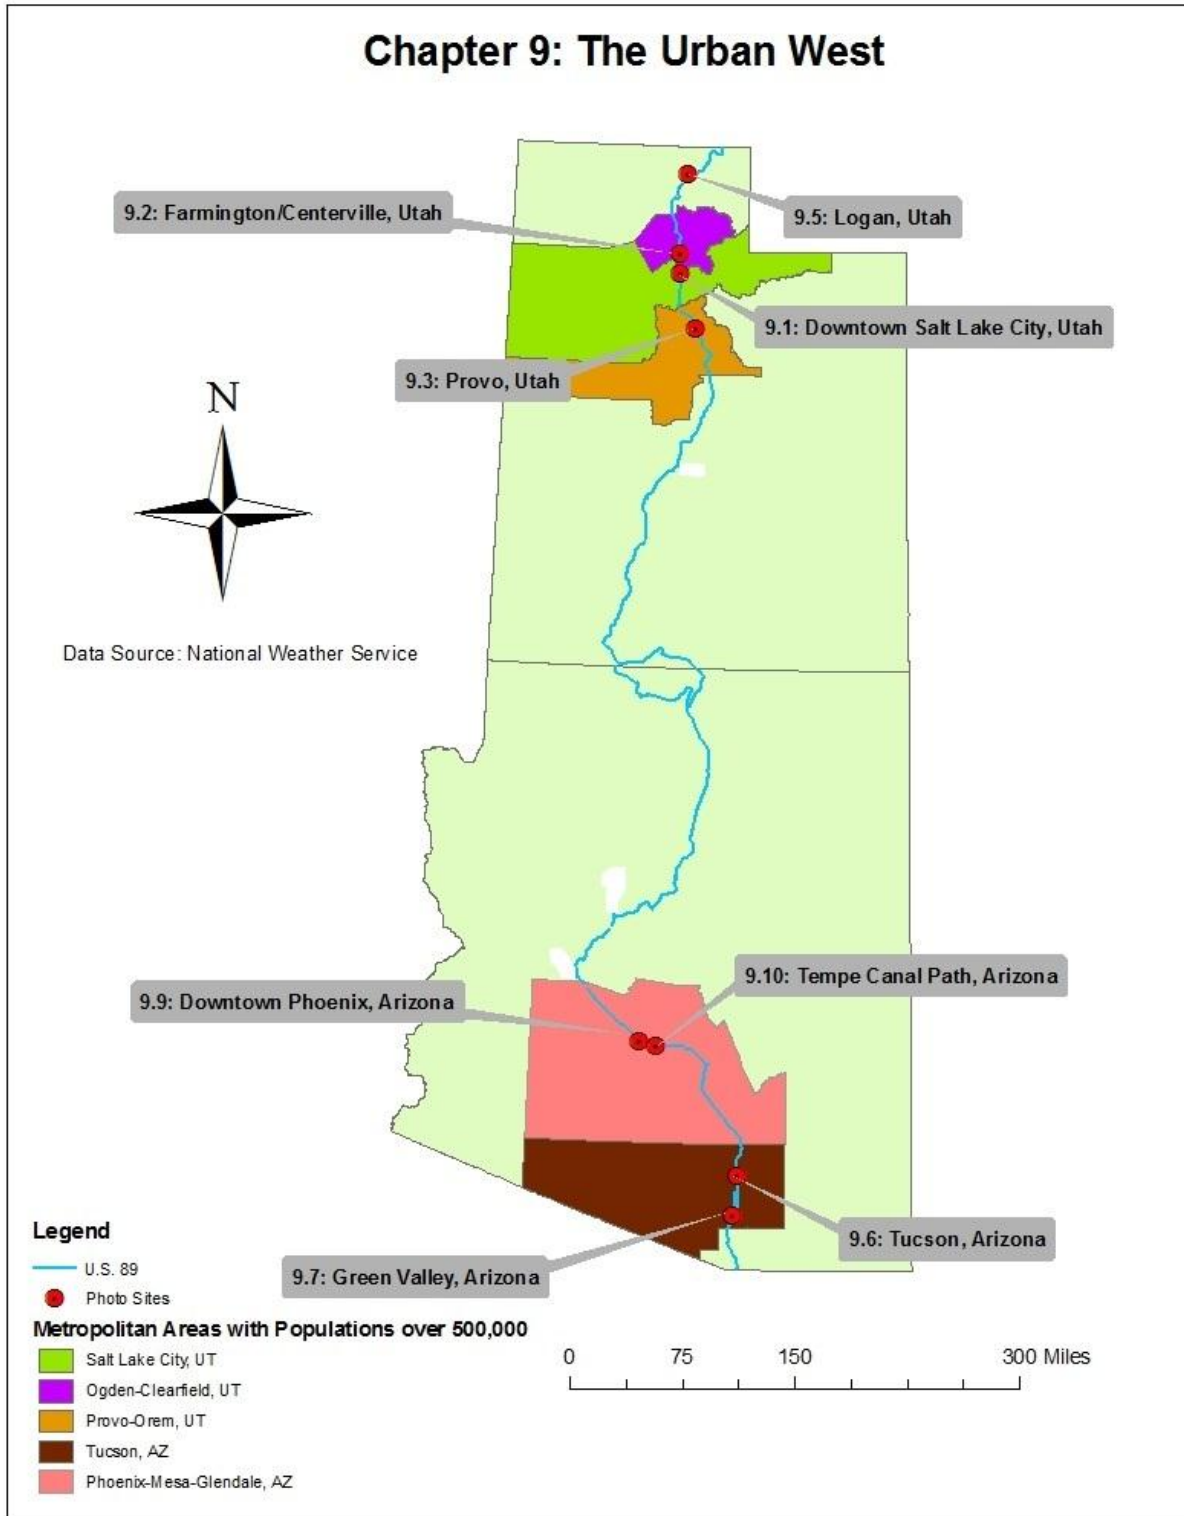 Chapter 9: The Urban West
9.2: Farmington/Centerville, Utah
9.5: Logan, Utah
9.1: Downtown Salt Lake City, Utah
9.3: Provo, Utah
N
Data Source: National Weather Service
9.10: Tempe Canal Path, Arizona
9.9: Downtown Phoenix, Arizona
9.6: Tucson, Arizona
9.7: Green Valley, Arizona
Legend
U.S. 89
Photo Sites
Metropolitan Areas with Populations over 500,000
Salt Lake City, UT
Ogden-Clearfield, UT
Provo-Orem, UT
Tucson, AZ
Phoenix-Mesa-Glendale, AZ
0 75 150 300 Miles